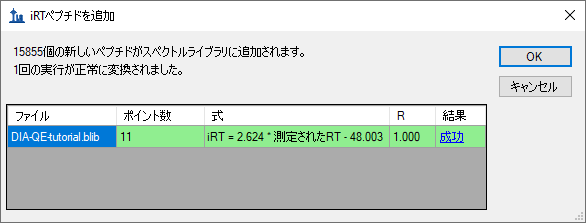 iRTペプチドを追加
15855個の新しいペプチドがスペクトルライブラリに追加されます。
1回の実行が正常に変換されました。
OK
キャンセル
ファイル ポイント数 式 R 結果
DIA-QE-tutorial.blib 11 iRT = 2.624 * 測定されたRT - 48.003 1.000 成功